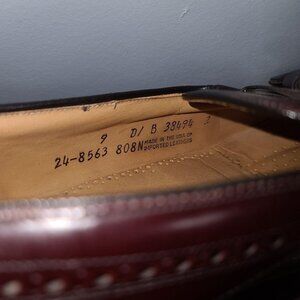 9 D/B 38494
24-8563 808N MADE IN THE U.S.A. OF
IMPORTED LEATHERS